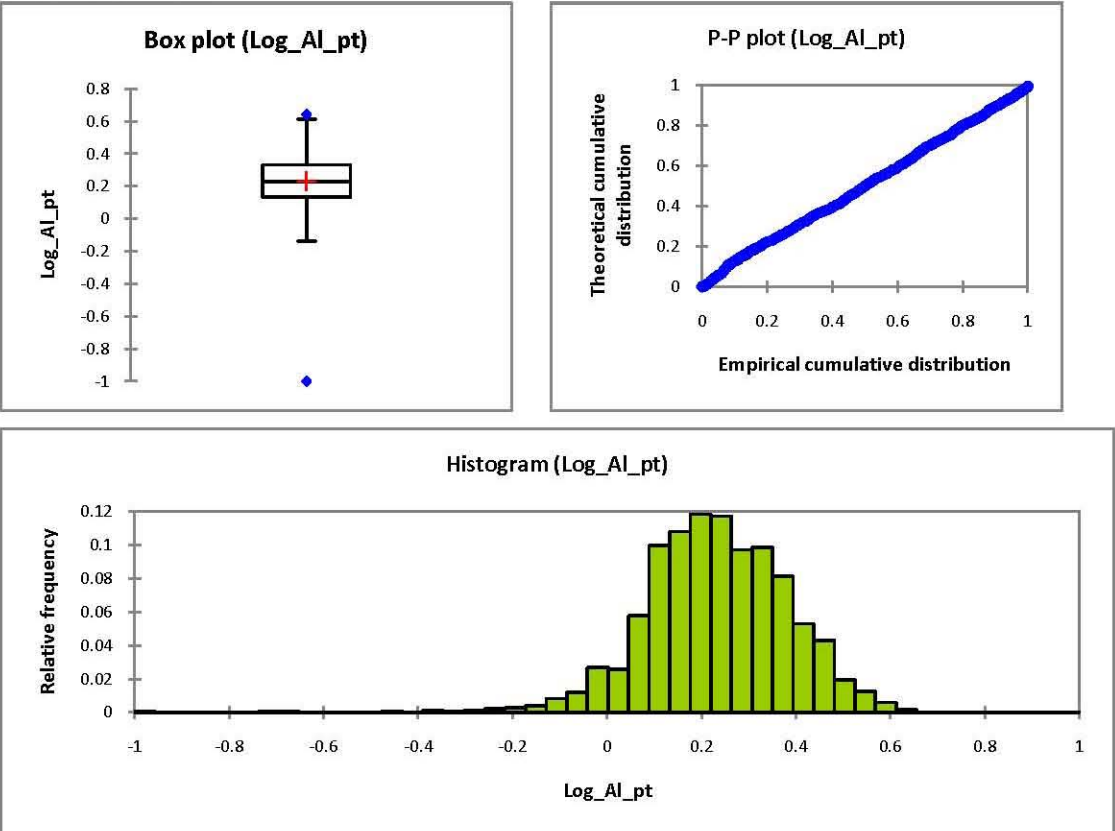 Box plot (Log_Al_pt)
0.8
0.6
0.4
0.2
0
-0.2
-0.4
-0.6
-0.8
-1
Log_Al_pt
P-P plot (Log_Al_pt)
1
0.8
0.6
0.4
0.2
0
Theoretical cumulative
distribution
0 0.2 0.4 0.6 0.8 1
Empirical cumulative distribution
Histogram (Log_Al_pt)
0.12
0.1
0.08
0.06
0.04
0.02
0
Relative frequency
-1 -0.8 -0.6 -0.4 -0.2 0 0.2 0.4 0.6 0.8 1
Log_Al_pt